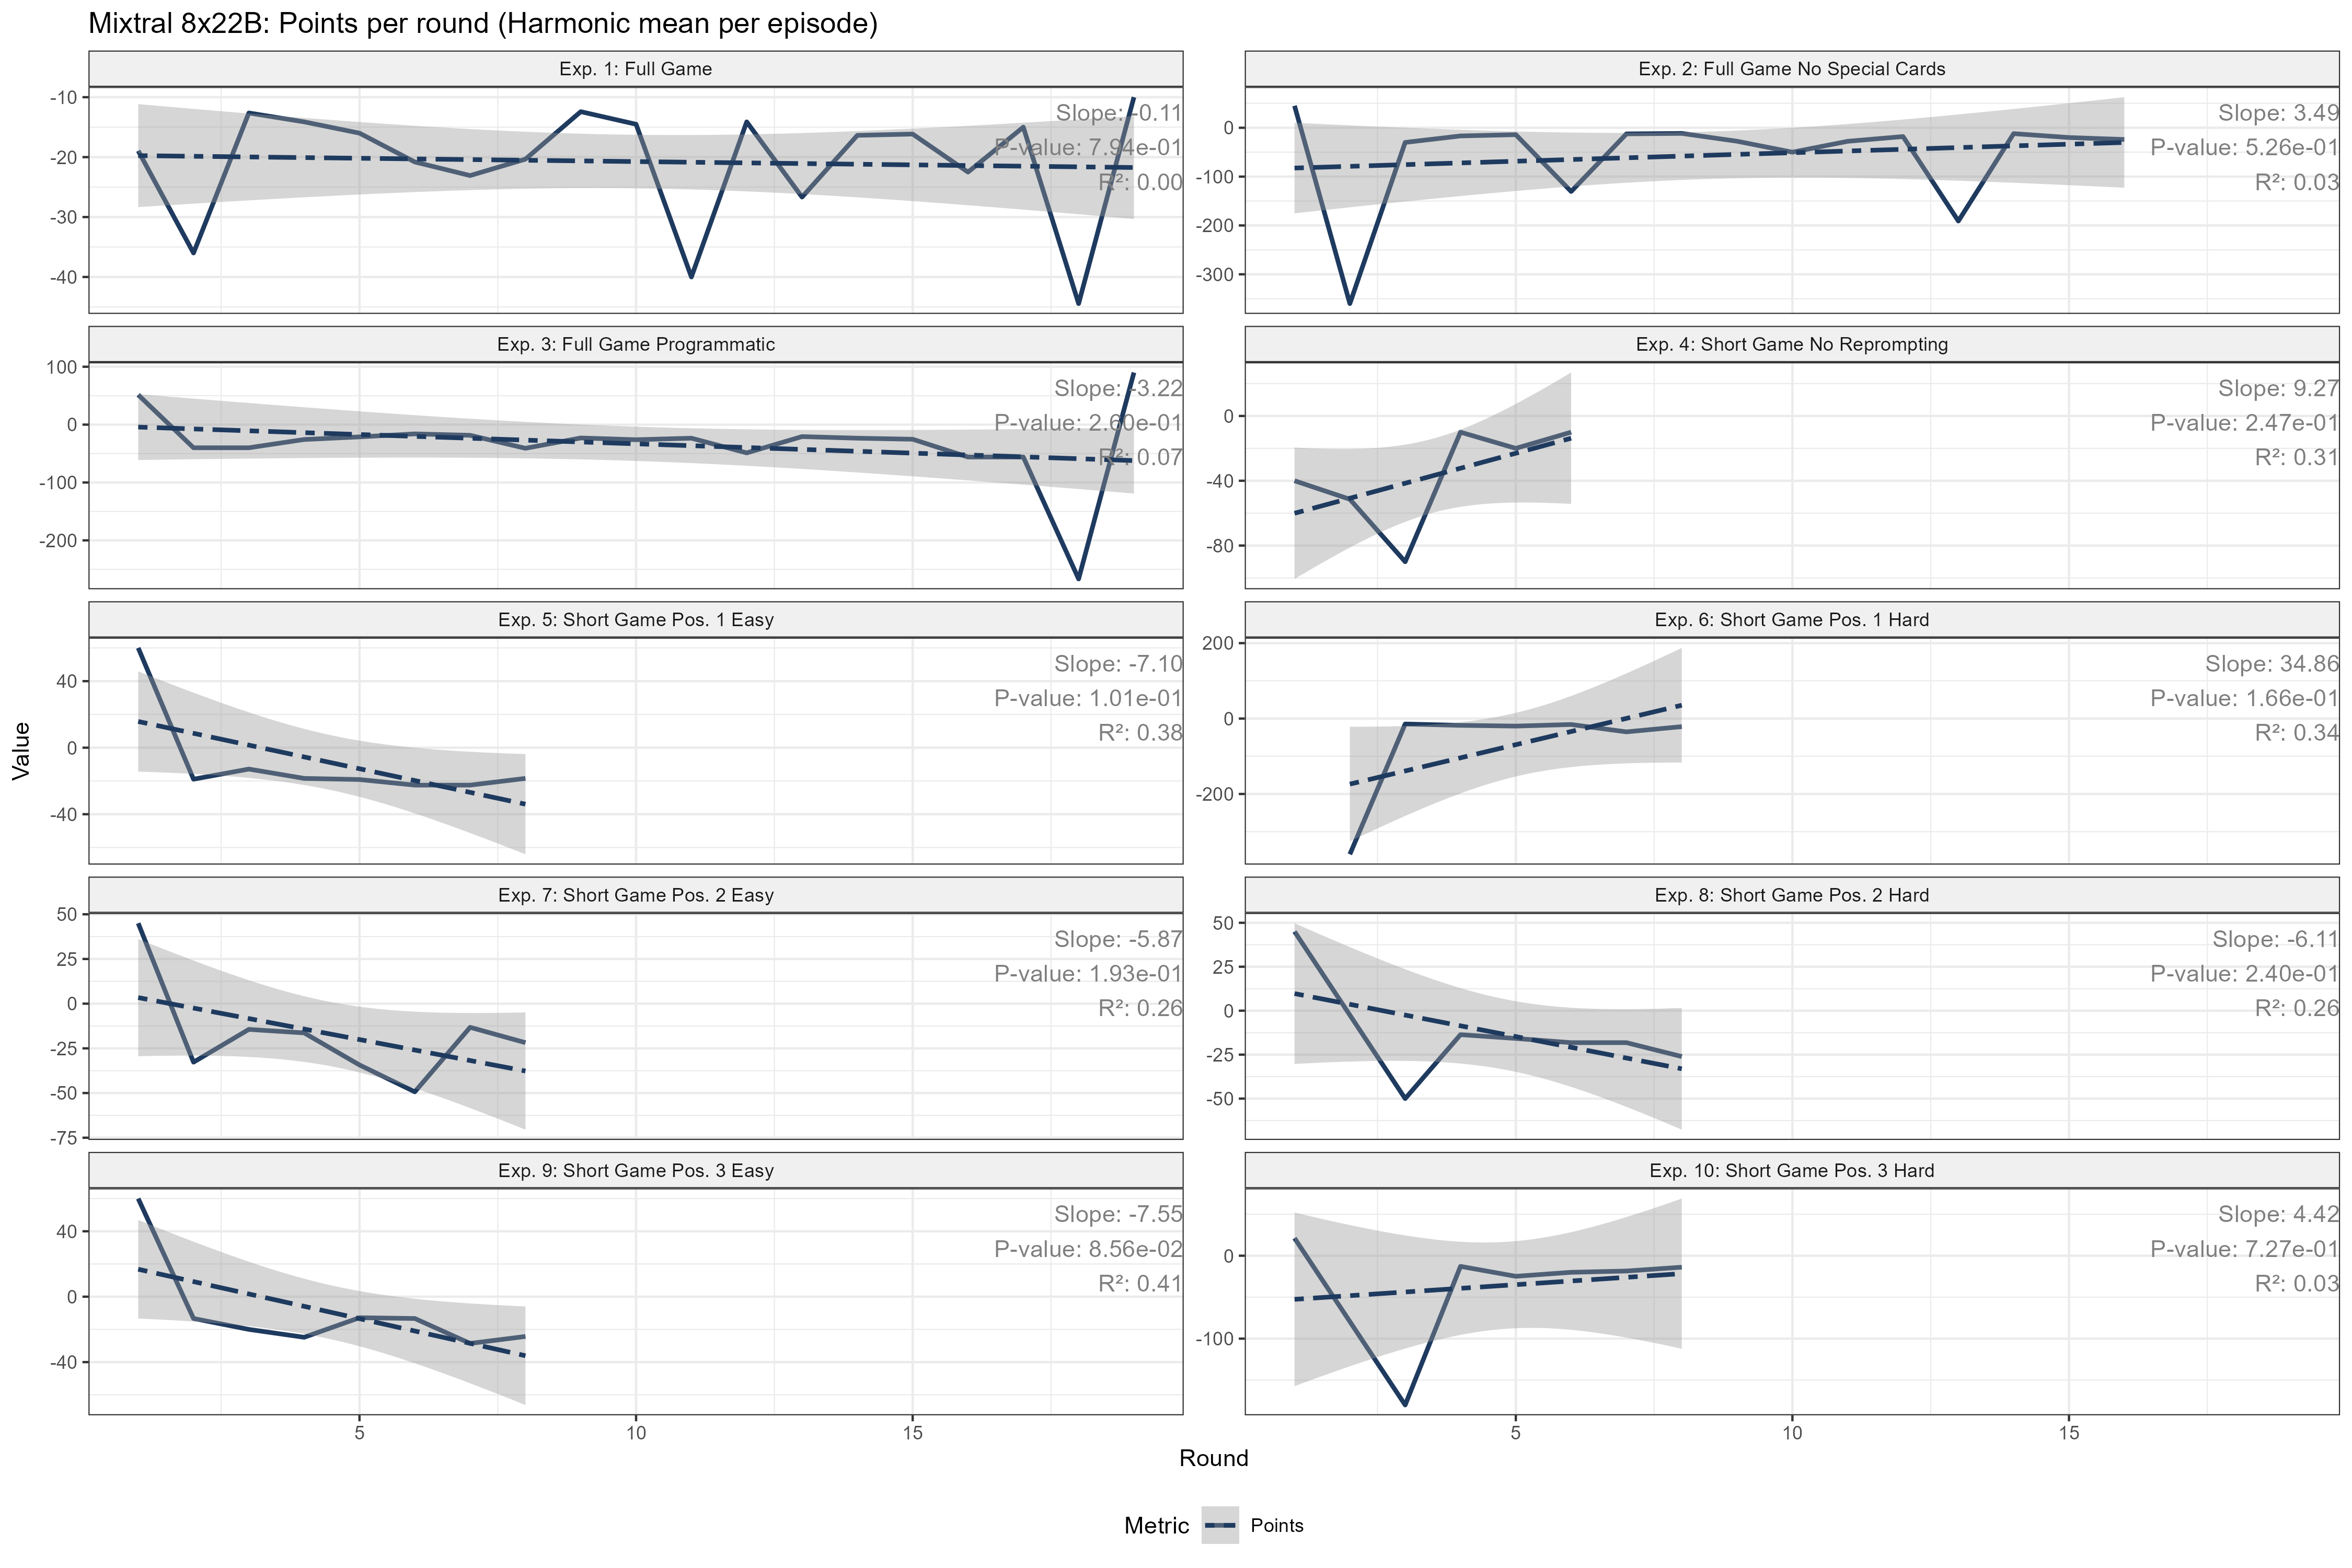 Mixtral 8x22B: Points per round (Harmonic mean per episode)
Exp. 1: Full Game
-10
-20
-30
-40
Slope: -0.11
P-value: 7.94e-01
R²: 0.00
Exp. 2: Full Game No Special Cards
0
-100
-200
-300
Slope: 3.49
P-value: 5.26e-01
R²: 0.03
Exp. 3: Full Game Programmatic
100
0
-100
-200
Slope: -3.22
P-value: 2.60e-01
R²: 0.07
Exp. 4: Short Game No Reprompting
0
-40
-80
Slope: 9.27
P-value: 2.47e-01
R²: 0.31
Exp. 5: Short Game Pos. 1 Easy
40
0
-40
Slope: -7.10
P-value: 1.01e-01
R²: 0.38
Exp. 6: Short Game Pos. 1 Hard
200
0
-200
Slope: 34.86
P-value: 1.66e-01
R²: 0.34
Exp. 7: Short Game Pos. 2 Easy
50
25
0
-25
-50
-75
Slope: -5.87
P-value: 1.93e-01
R²: 0.26
Exp. 8: Short Game Pos. 2 Hard
50
25
0
-25
-50
Slope: -6.11
P-value: 2.40e-01
R²: 0.26
Exp. 9: Short Game Pos. 3 Easy
40
0
-40
Slope: -7.55
P-value: 8.56e-02
R²: 0.41
Exp. 10: Short Game Pos. 3 Hard
0
-100
Slope: 4.42
P-value: 7.27e-01
R²: 0.03
5 10 15
5 10 15
Value
Round
Metric
Points